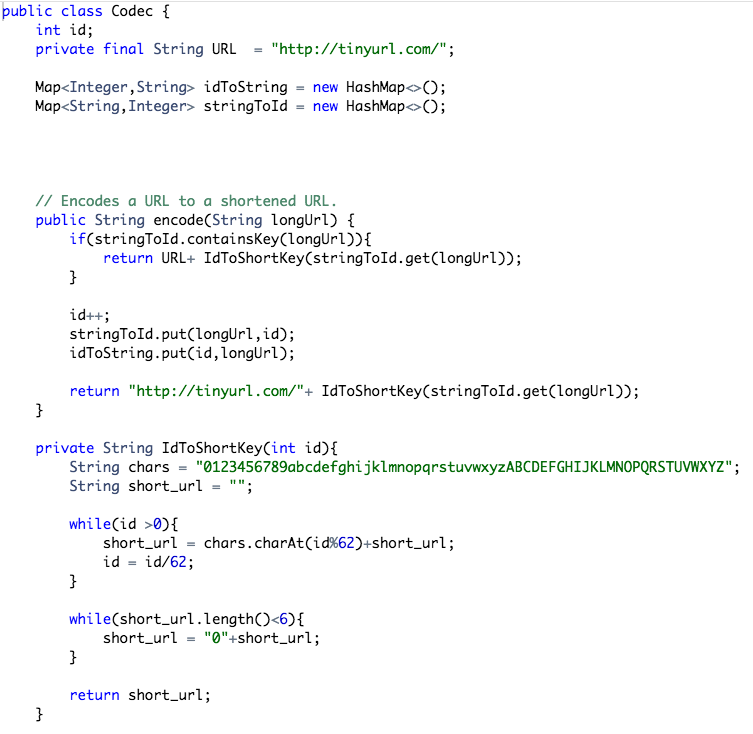 public class Codec {
    int id;
    private final String URL  = "http://tinyurl.com/";

    Map<Integer,String> idToString = new HashMap<>();
    Map<String,Integer> stringToId = new HashMap<>();

    // Encodes a URL to a shortened URL.
    public String encode(String longUrl) {
        if(stringToId.containsKey(longUrl)){
            return URL+ IdToShortKey(stringToId.get(longUrl));
        }

        id++;
        stringToId.put(longUrl,id);
        idToString.put(id,longUrl);

        return "http://tinyurl.com/"+ IdToShortKey(stringToId.get(longUrl));
    }

    private String IdToShortKey(int id){
        String chars = "0123456789abcdefghijklmnopqrstuvwxyzABCDEFGHIJKLMNOPQRSTUVWXYZ";
        String short_url = "";

        while(id >0){
            short_url = chars.charAt(id%62)+short_url;
            id = id/62;
        }

        while(short_url.length()<6){
            short_url = "0"+short_url;
        }

        return short_url;
    }